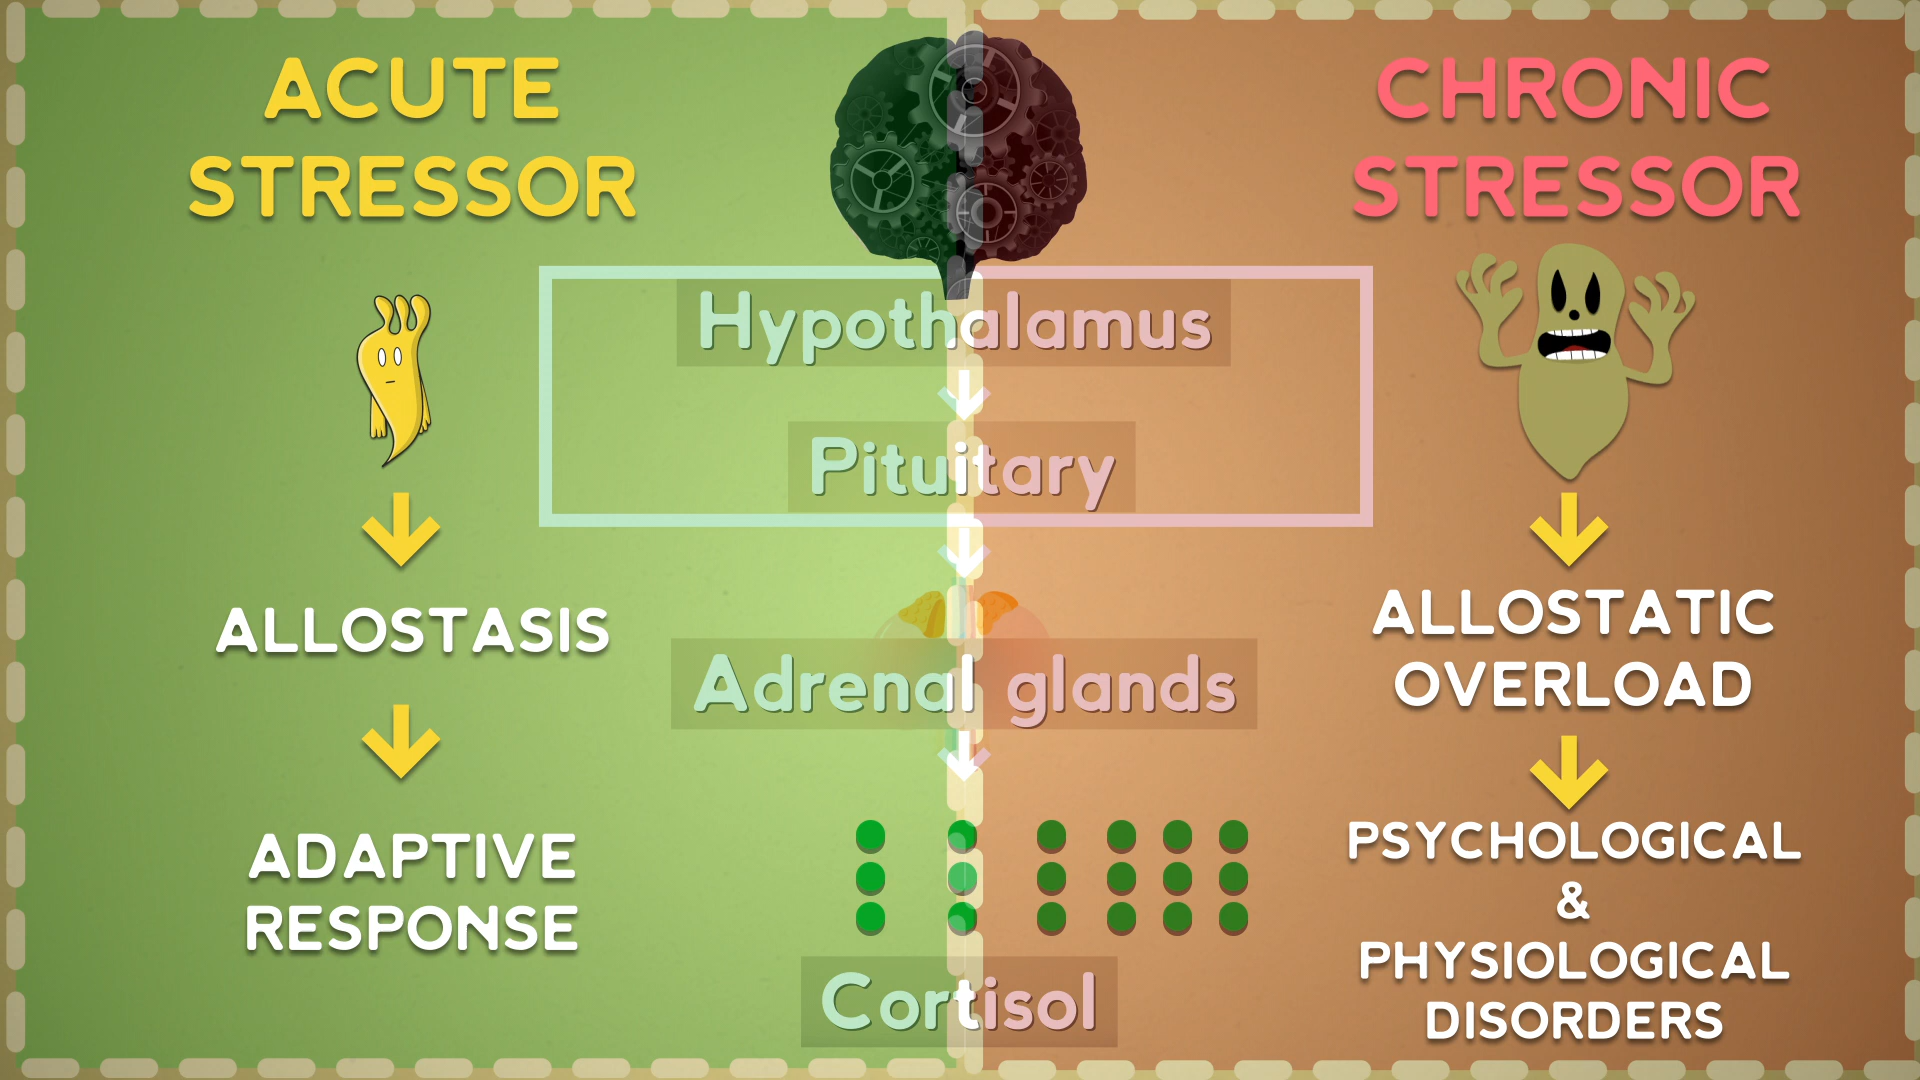 ACUTE
STRESSOR
ALLOSTASIS
ADAPTIVE
RESPONSE
Hypothalamus
Pituitary
Adrenal glands
Cortisol
CHRONIC
STRESSOR
ALLOSTATIC
OVERLOAD
PSYCHOLOGICAL
&
PHYSIOLOGICAL
DISORDERS